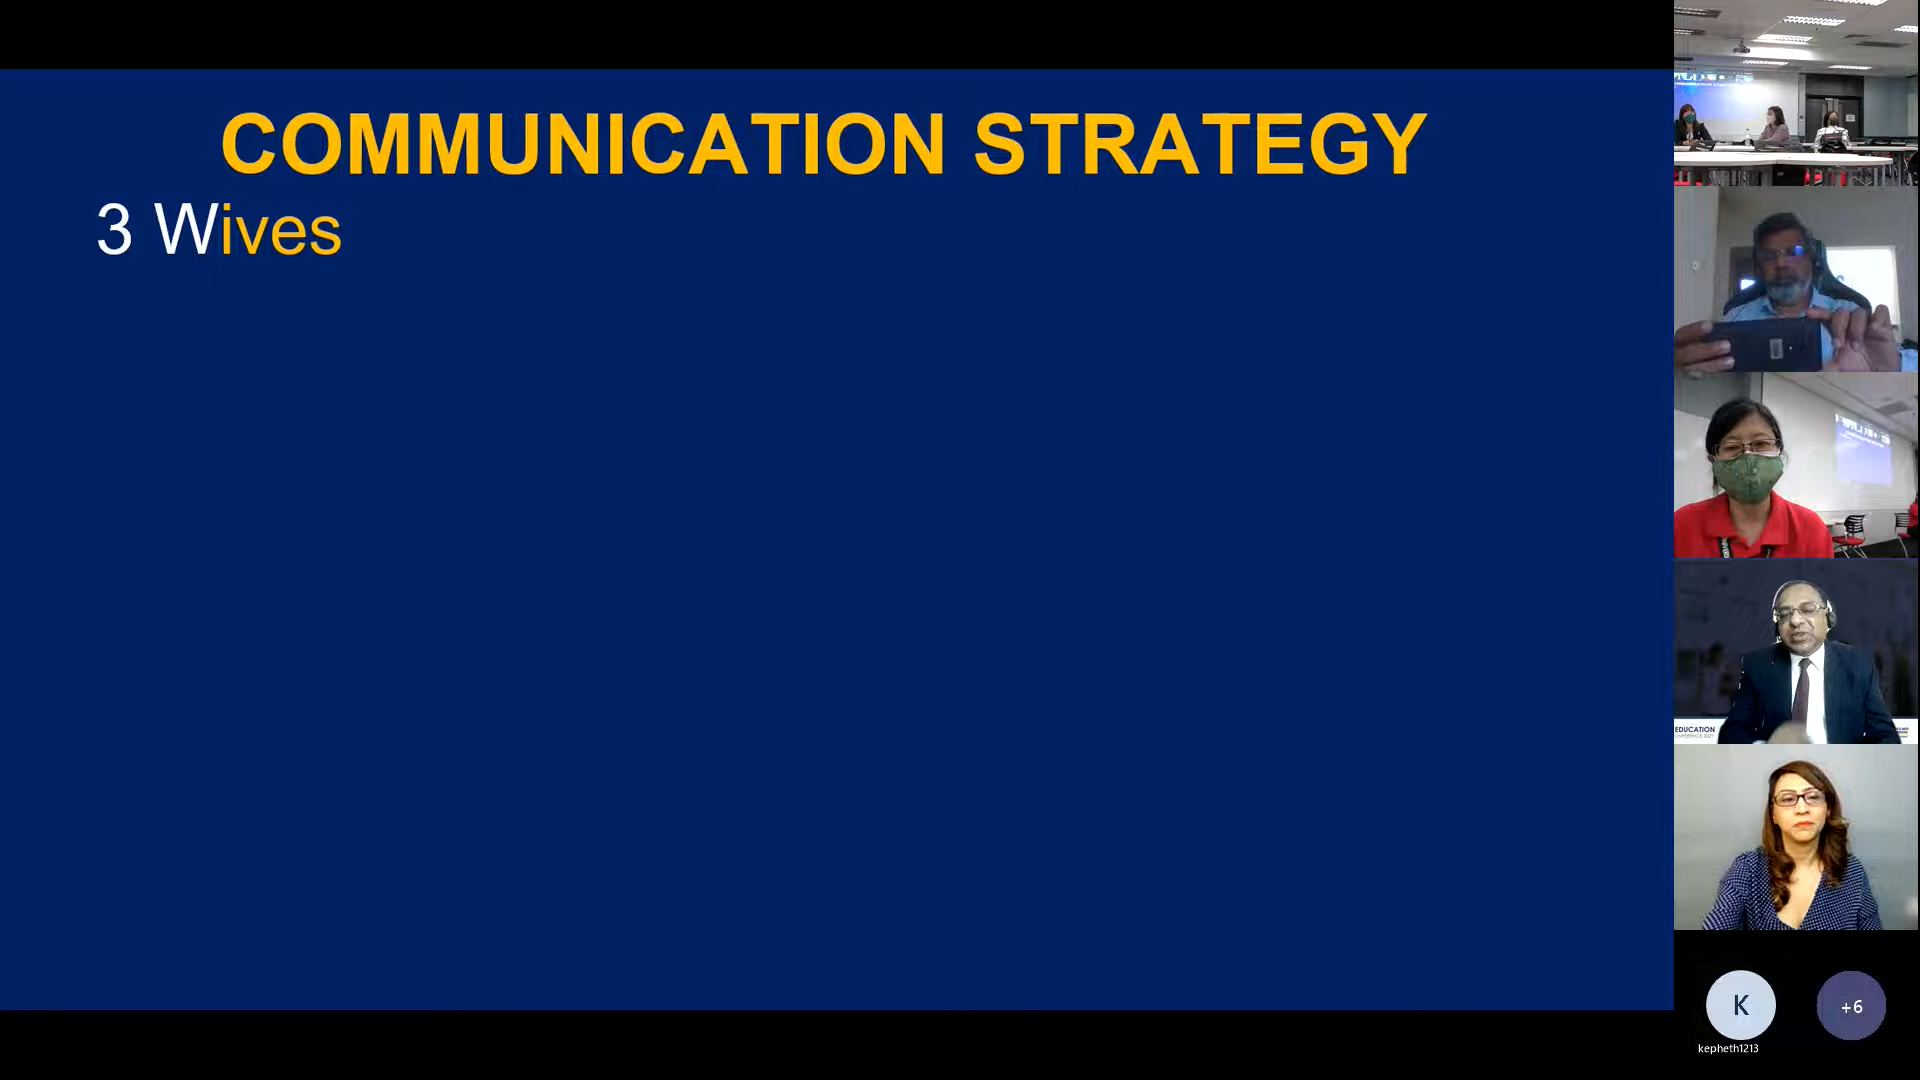 COMMUNICATION STRATEGY
3 Wives
EDUCATION
K
+6
kepheth1213